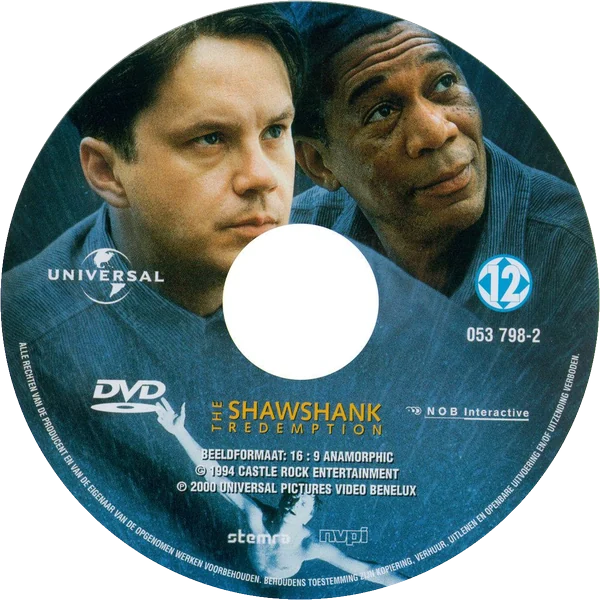 UNIVERSAL
12
053 798-2
DVD
THE SHAWSHANK
REDEMPTION
NOB Interactive
BEELDFORMAAT: 16 : 9 ANAMORPHIC
© 1994 CASTLE ROCK ENTERTAINMENT
℗ 2000 UNIVERSAL PICTURES VIDEO BENELUX
stemra nvpi
ALLE RECHTEN VAN DE PRODUCENT EN VAN DE EIGENAAR VAN DE OPGENOMEN WERKEN VOORBEHOUDEN. BEHOUDENS TOESTEMMING ZIJN KOPIERING, VERHUUR, UITLENEN EN OPENBARE UITVOERING EN/OF UITZENDING VERBODEN.